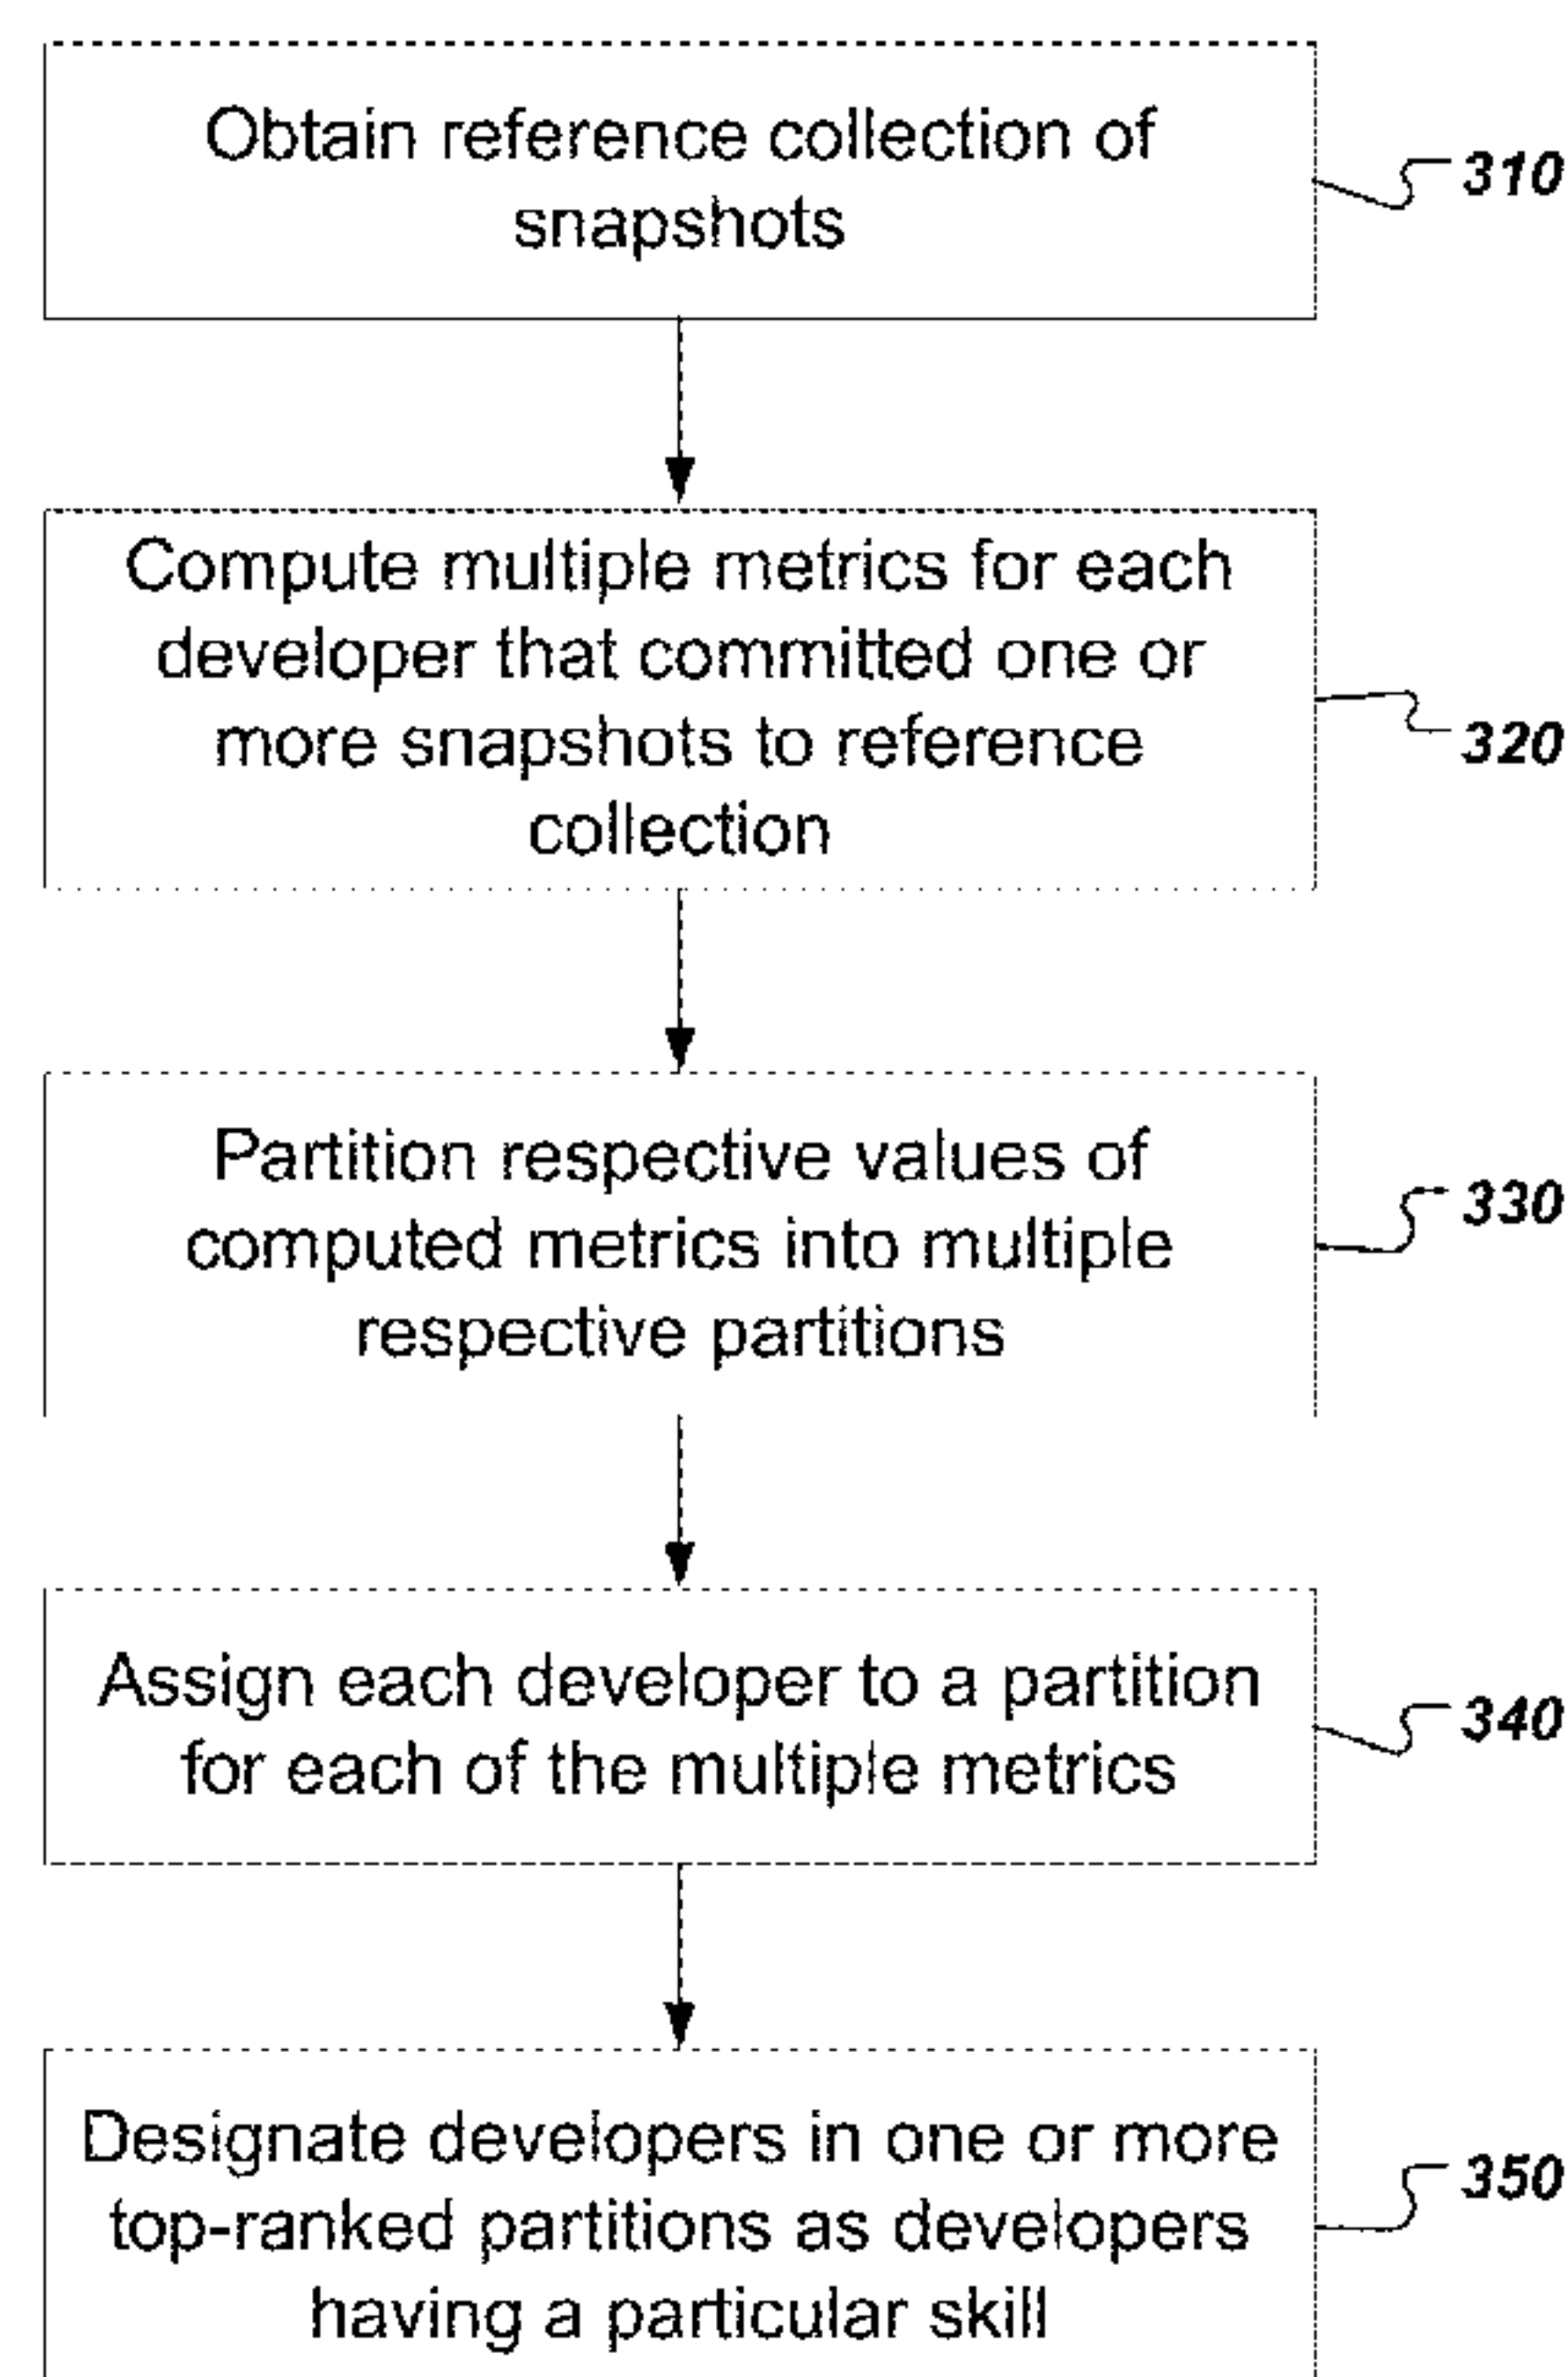 Obtain reference collection of
snapshots
310
Compute multiple metrics for each
developer that committed one or
more snapshots to reference
collection
320
Partition respective values of
computed metrics into multiple
respective partitions
330
Assign each developer to a partition
for each of the multiple metrics
340
Designate developers in one or more
top-ranked partitions as developers
having a particular skill
350